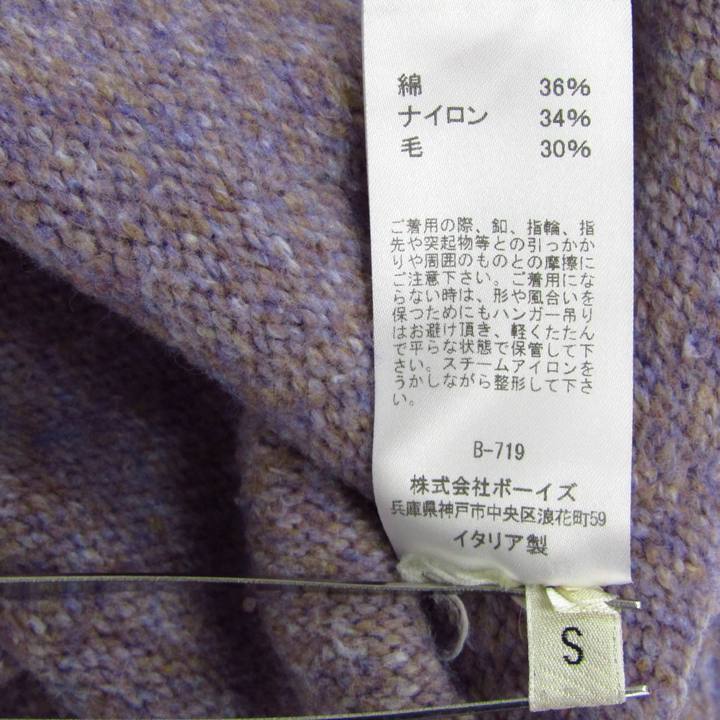 綿 36%
ナイロン 34%
毛 30%
ご着用の際、釦、指輪、指
先や突起物等との引っかか
りや周囲のものとの摩擦に
ご注意下さい。ご着用にな
らない時は、形や風合いを
保つためにもハンガー吊り
はお避け頂き、軽くたたん
で平らな状態で保管して下
さい。スチームアイロンを
うかしながら整形して下さ
い。
B-719
株式会社ボーイズ
兵庫県神戸市中央区浪花町59
イタリア製
S